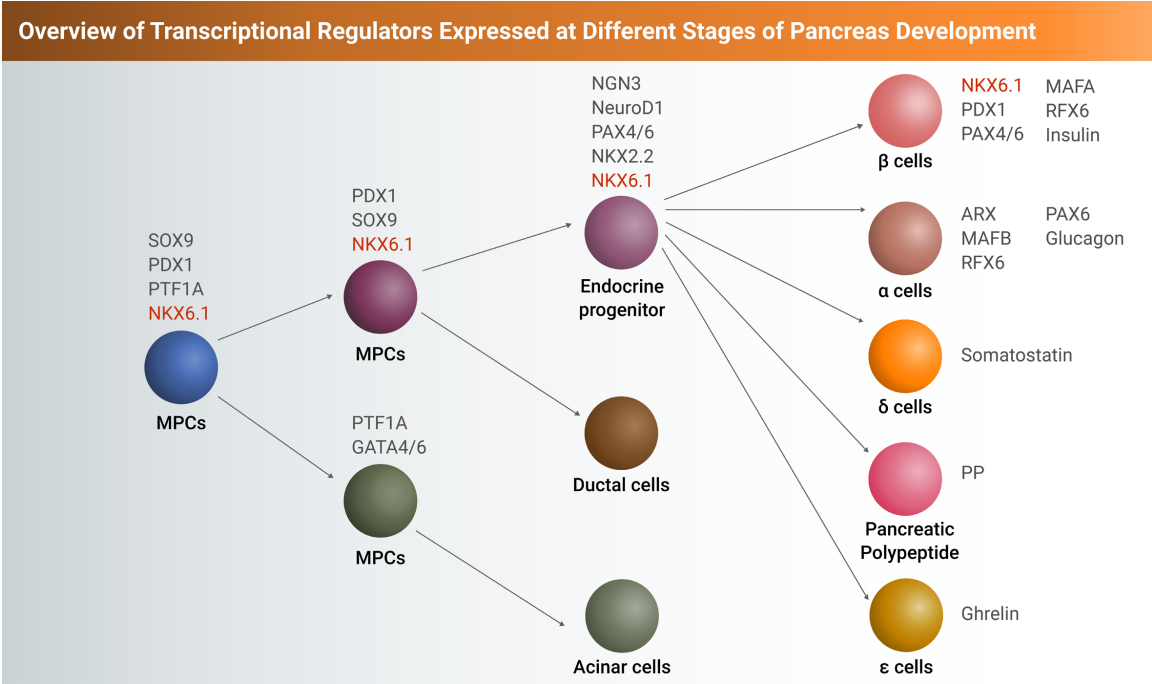 Overview of Transcriptional Regulators Expressed at Different Stages of Pancreas Development
SOX9
PDX1
PTF1A
NKX6.1
MPCs
PDX1
SOX9
NKX6.1
MPCs
PTF1A
GATA4/6
MPCs
NGN3
NeuroD1
PAX4/6
NKX2.2
NKX6.1
Endocrine
progenitor
Ductal cells
Acinar cells
NKX6.1 MAFA
PDX1 RFX6
PAX4/6 Insulin
β cells
ARX PAX6
MAFB Glucagon
RFX6
α cells
Somatostatin
δ cells
PP
Pancreatic
Polypeptide
Ghrelin
ε cells